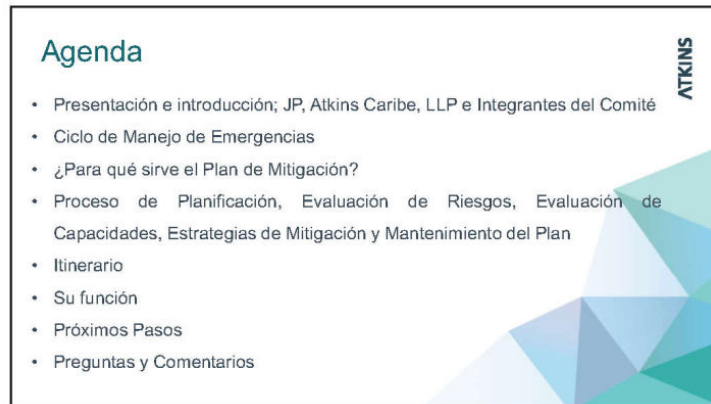 Agenda
ATKINS
• Presentación e introducción; JP, Atkins Caribe, LLP e Integrantes del Comité
• Ciclo de Manejo de Emergencias
• ¿Para qué sirve el Plan de Mitigación?
• Proceso de Planificación, Evaluación de Riesgos, Evaluación de
Capacidades, Estrategias de Mitigación y Mantenimiento del Plan
• Itinerario
• Su función
• Próximos Pasos
• Preguntas y Comentarios